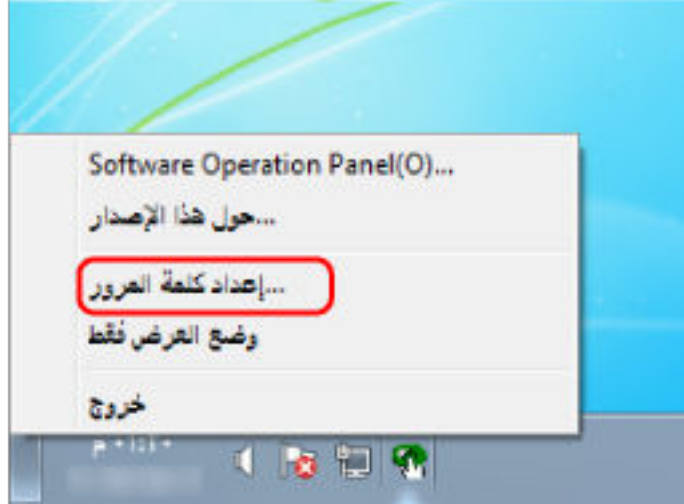 Software Operation Panel(O)...
حول هذا الإصدار...
إعداد كلمة المرور...
وضع العرض فقط
خروج